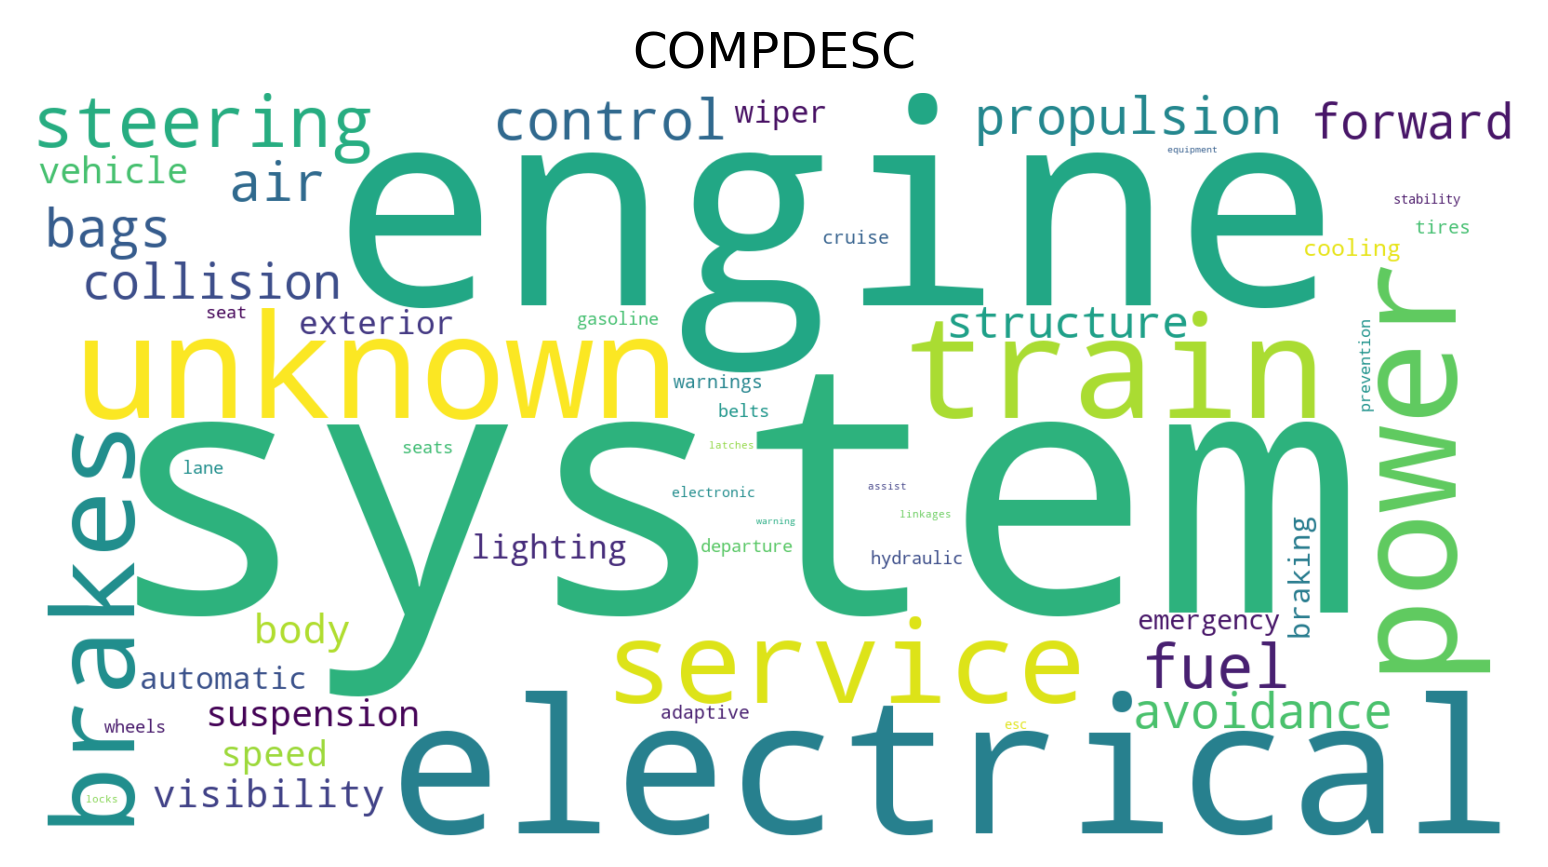 COMPDESC
steering
control
wiper
propulsion
forward
engine
equipment
vehicle
air
stability
bags
cruise
tires
cooling
collision
seat
exterior
gasoline
structure
unknown
train
power
prevention
warnings
belts
system
brakes
seats
latches
lane
electronic
assist
warning
linkages
lighting
departure
hydraulic
braking
body
service
emergency
fuel
automatic
suspension
wheels
adaptive
esc
avoidance
speed
electrical
visibility
locks